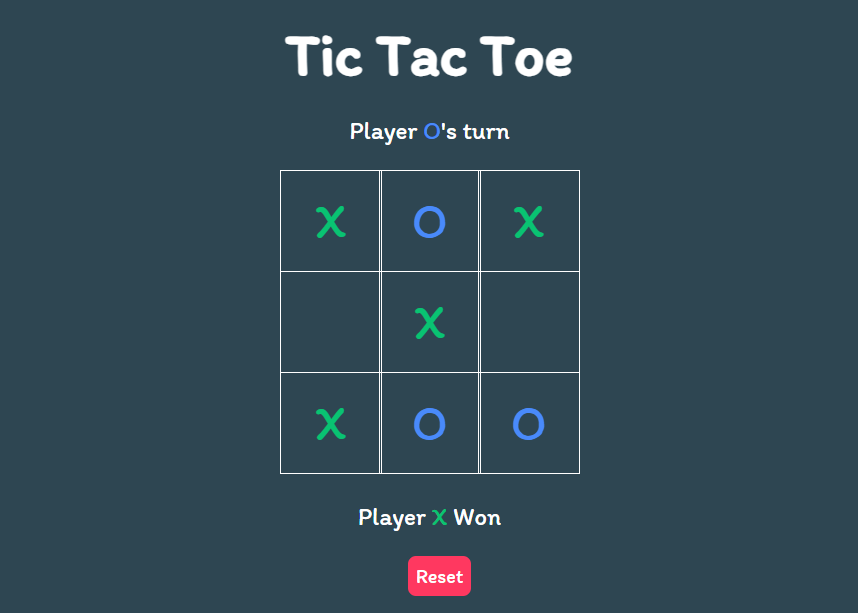 Tic Tac Toe
Player O's turn
X O X
X
X O O
Player X Won
Reset